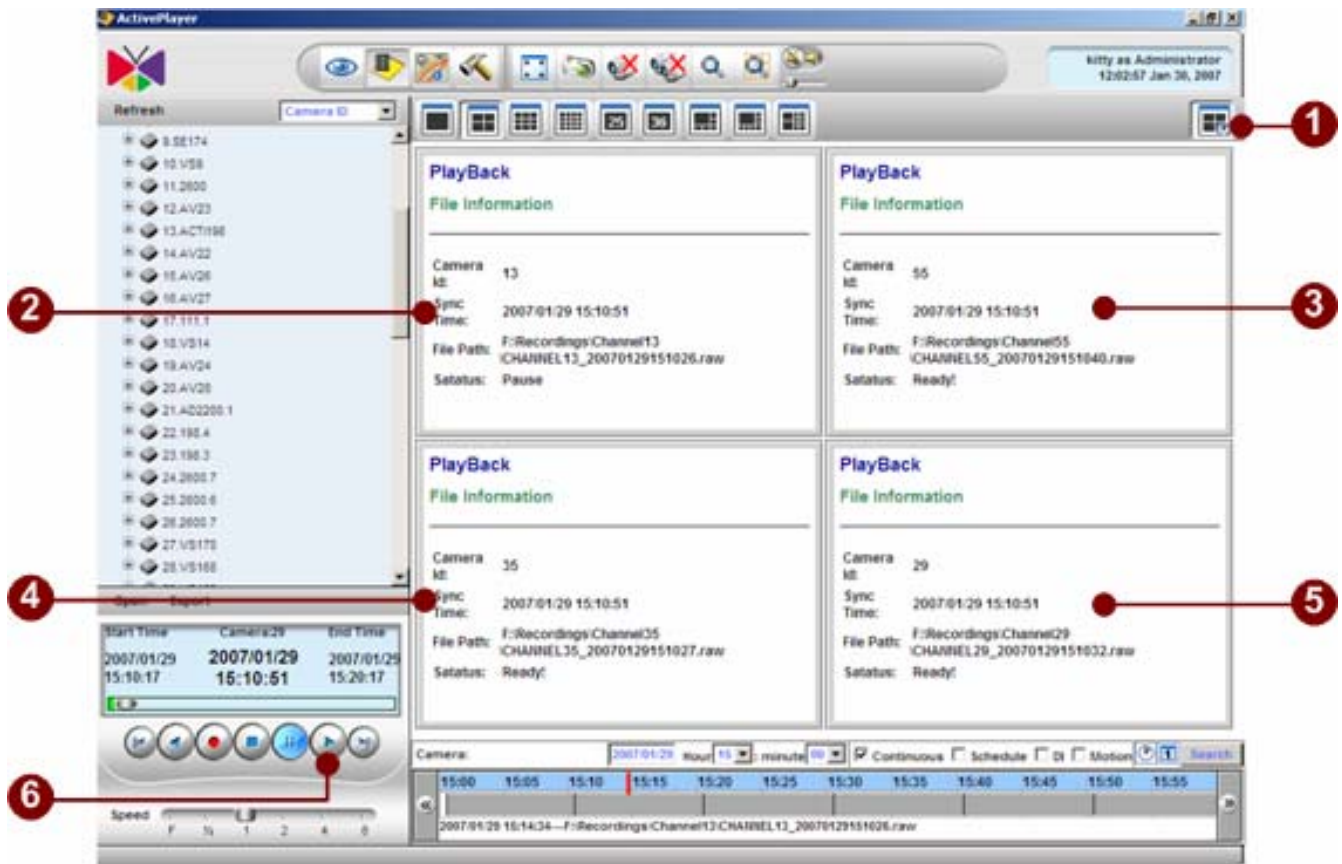 ActivePlayer
kitty as Administrator
12:02:57 Jan 30, 2007
Refresh
Camera ID
25
36
1
9.SE174
10.VS8
11.2600
12.AV23
13.ACTi198
14.AV22
15.AV26
16.AV27
17.111.1
18.VS14
19.AV24
20.AV28
21.AD2200.1
22.198.4
23.198.3
24.2600.7
25.2600.6
26.2600.7
27.VS178
28.VS168
2
PlayBack
File Information
Camera Id: 13
Sync Time: 2007/01/29 15:10:51
File Path: F:\Recordings\Channel13
\CHANNEL13_20070129151026.raw
Satatus: Pause
PlayBack
File Information
Camera Id: 55
Sync Time: 2007/01/29 15:10:51
File Path: F:\Recordings\Channel55
\CHANNEL55_20070129151040.raw
Satatus: Ready!
3
4
PlayBack
File Information
Camera Id: 35
Sync Time: 2007/01/29 15:10:51
File Path: F:\Recordings\Channel35
\CHANNEL35_20070129151027.raw
Satatus: Ready!
PlayBack
File Information
Camera Id: 29
Sync Time: 2007/01/29 15:10:51
File Path: F:\Recordings\Channel29
\CHANNEL29_20070129151032.raw
Satatus: Ready!
5
Open Export
Start Time Camera:29 End Time
2007/01/29 2007/01/29 2007/01/29
15:10:17 15:10:51 15:20:17
6
Speed
F ½ 1 2 4 8
Camera: 2007/01/29 Hour 15 : minute 00 Continuous Schedule DI Motion Search
15:00 15:05 15:10 15:15 15:20 15:25 15:30 15:35 15:40 15:45 15:50 15:55
2007/01/29 15:14:34---F:\Recordings\Channel13\CHANNEL13_20070129151026.raw